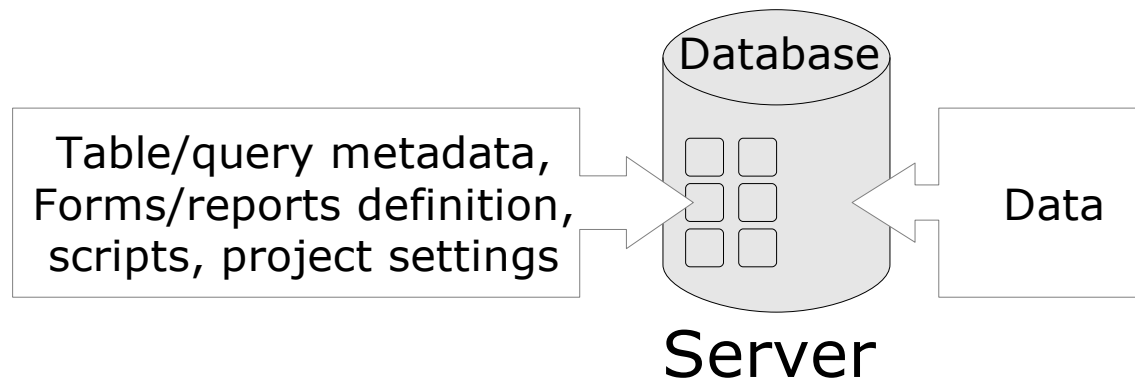 Database
Table/query metadata,
Forms/reports definition,
scripts, project settings
Data
Server